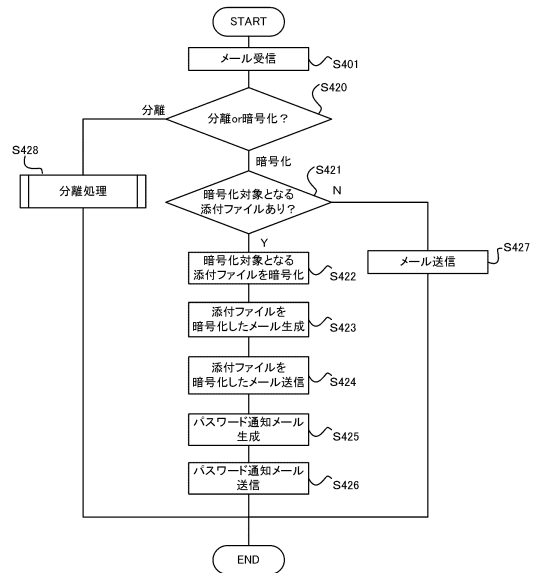 START
メール受信
S401
S420
分離or暗号化？
分離
暗号化
S428
分離処理
S421
暗号化対象となる
添付ファイルあり？
N
Y
S427
メール送信
暗号化対象となる
添付ファイルを暗号化
S422
添付ファイルを
暗号化したメール生成
S423
添付ファイルを
暗号化したメール送信
S424
パスワード通知メール
生成
S425
パスワード通知メール
送信
S426
END